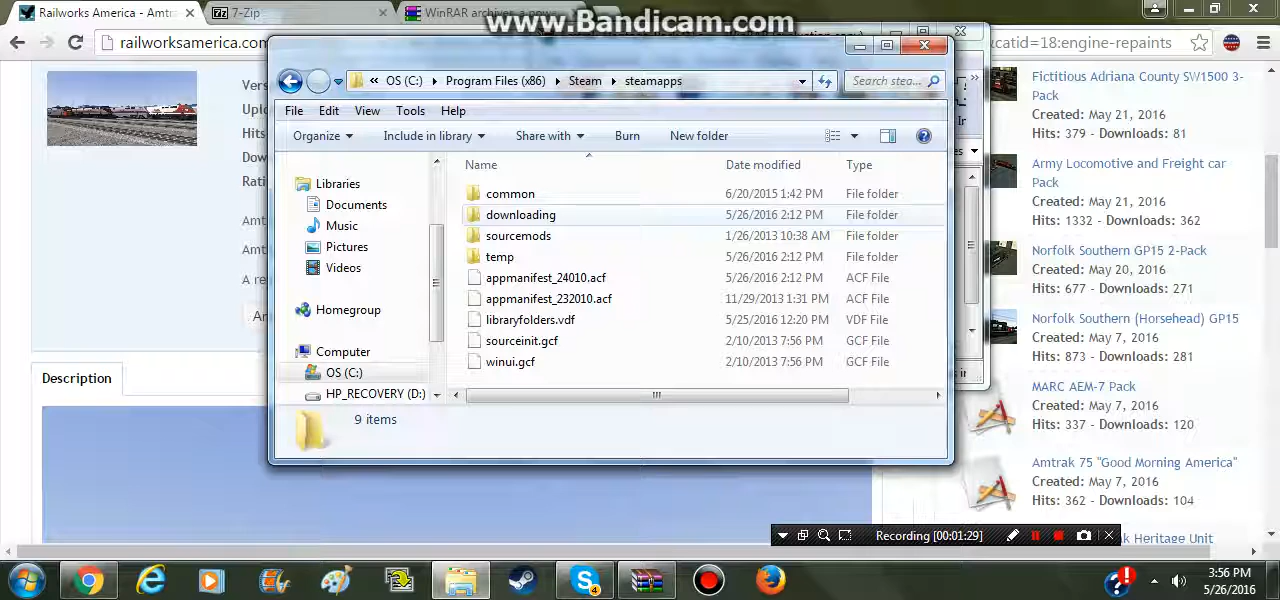 www.Bandicam.com
Railworks America - Amtr
7-Zip
WinRAR archiver, a pow
railworksamerica.com
&catid=18:engine-repaints
OS (C:) Program Files (x86) Steam steamapps
Search stea...
File Edit View Tools Help
Organize Include in library Share with Burn New folder
Name Date modified Type
common 6/20/2015 1:42 PM File folder
downloading 5/26/2016 2:12 PM File folder
sourcemods 1/26/2013 10:38 AM File folder
temp 5/26/2016 2:12 PM File folder
appmanifest_24010.acf 5/26/2016 2:12 PM ACF File
appmanifest_232010.acf 11/29/2013 1:31 PM ACF File
libraryfolders.vdf 5/25/2016 12:20 PM VDF File
sourceinit.gcf 2/10/2013 7:56 PM GCF File
winui.gcf 2/10/2013 7:56 PM GCF File
Libraries
Documents
Music
Pictures
Videos
Homegroup
Computer
OS (C:)
HP_RECOVERY (D:)
9 items
Vers
Uplo
Hits
Dow
Rati
Amt
Amt
A re
An
Description
Fictitious Adriana County SW1500 3-
Pack
Created: May 21, 2016
Hits: 379 - Downloads: 81
Army Locomotive and Freight car
Pack
Created: May 21, 2016
Hits: 1332 - Downloads: 362
Norfolk Southern GP15 2-Pack
Created: May 20, 2016
Hits: 677 - Downloads: 271
Norfolk Southern (Horsehead) GP15
Created: May 7, 2016
Hits: 873 - Downloads: 281
MARC AEM-7 Pack
Created: May 7, 2016
Hits: 337 - Downloads: 120
Amtrak 75 "Good Morning America"
Created: May 7, 2016
Hits: 362 - Downloads: 104
k Heritage Unit
Recording [00:01:29]
4
3:56 PM
5/26/2016